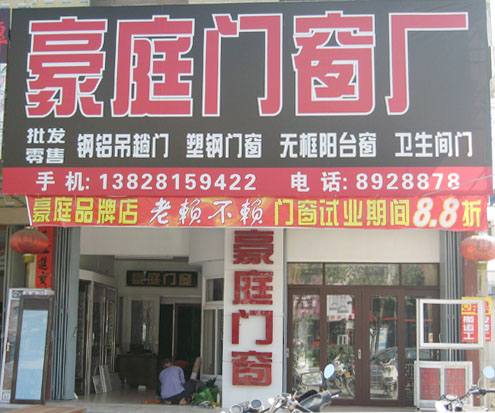 豪庭门窗厂
批发
零售
钢铝吊趟门 塑钢门窗 无框阳台窗 卫生间门
手机: 13828159422 电话: 8928878
豪庭品牌店 老赖不赖 门窗试业期间8.8折
豪庭门窗
豪庭门窗